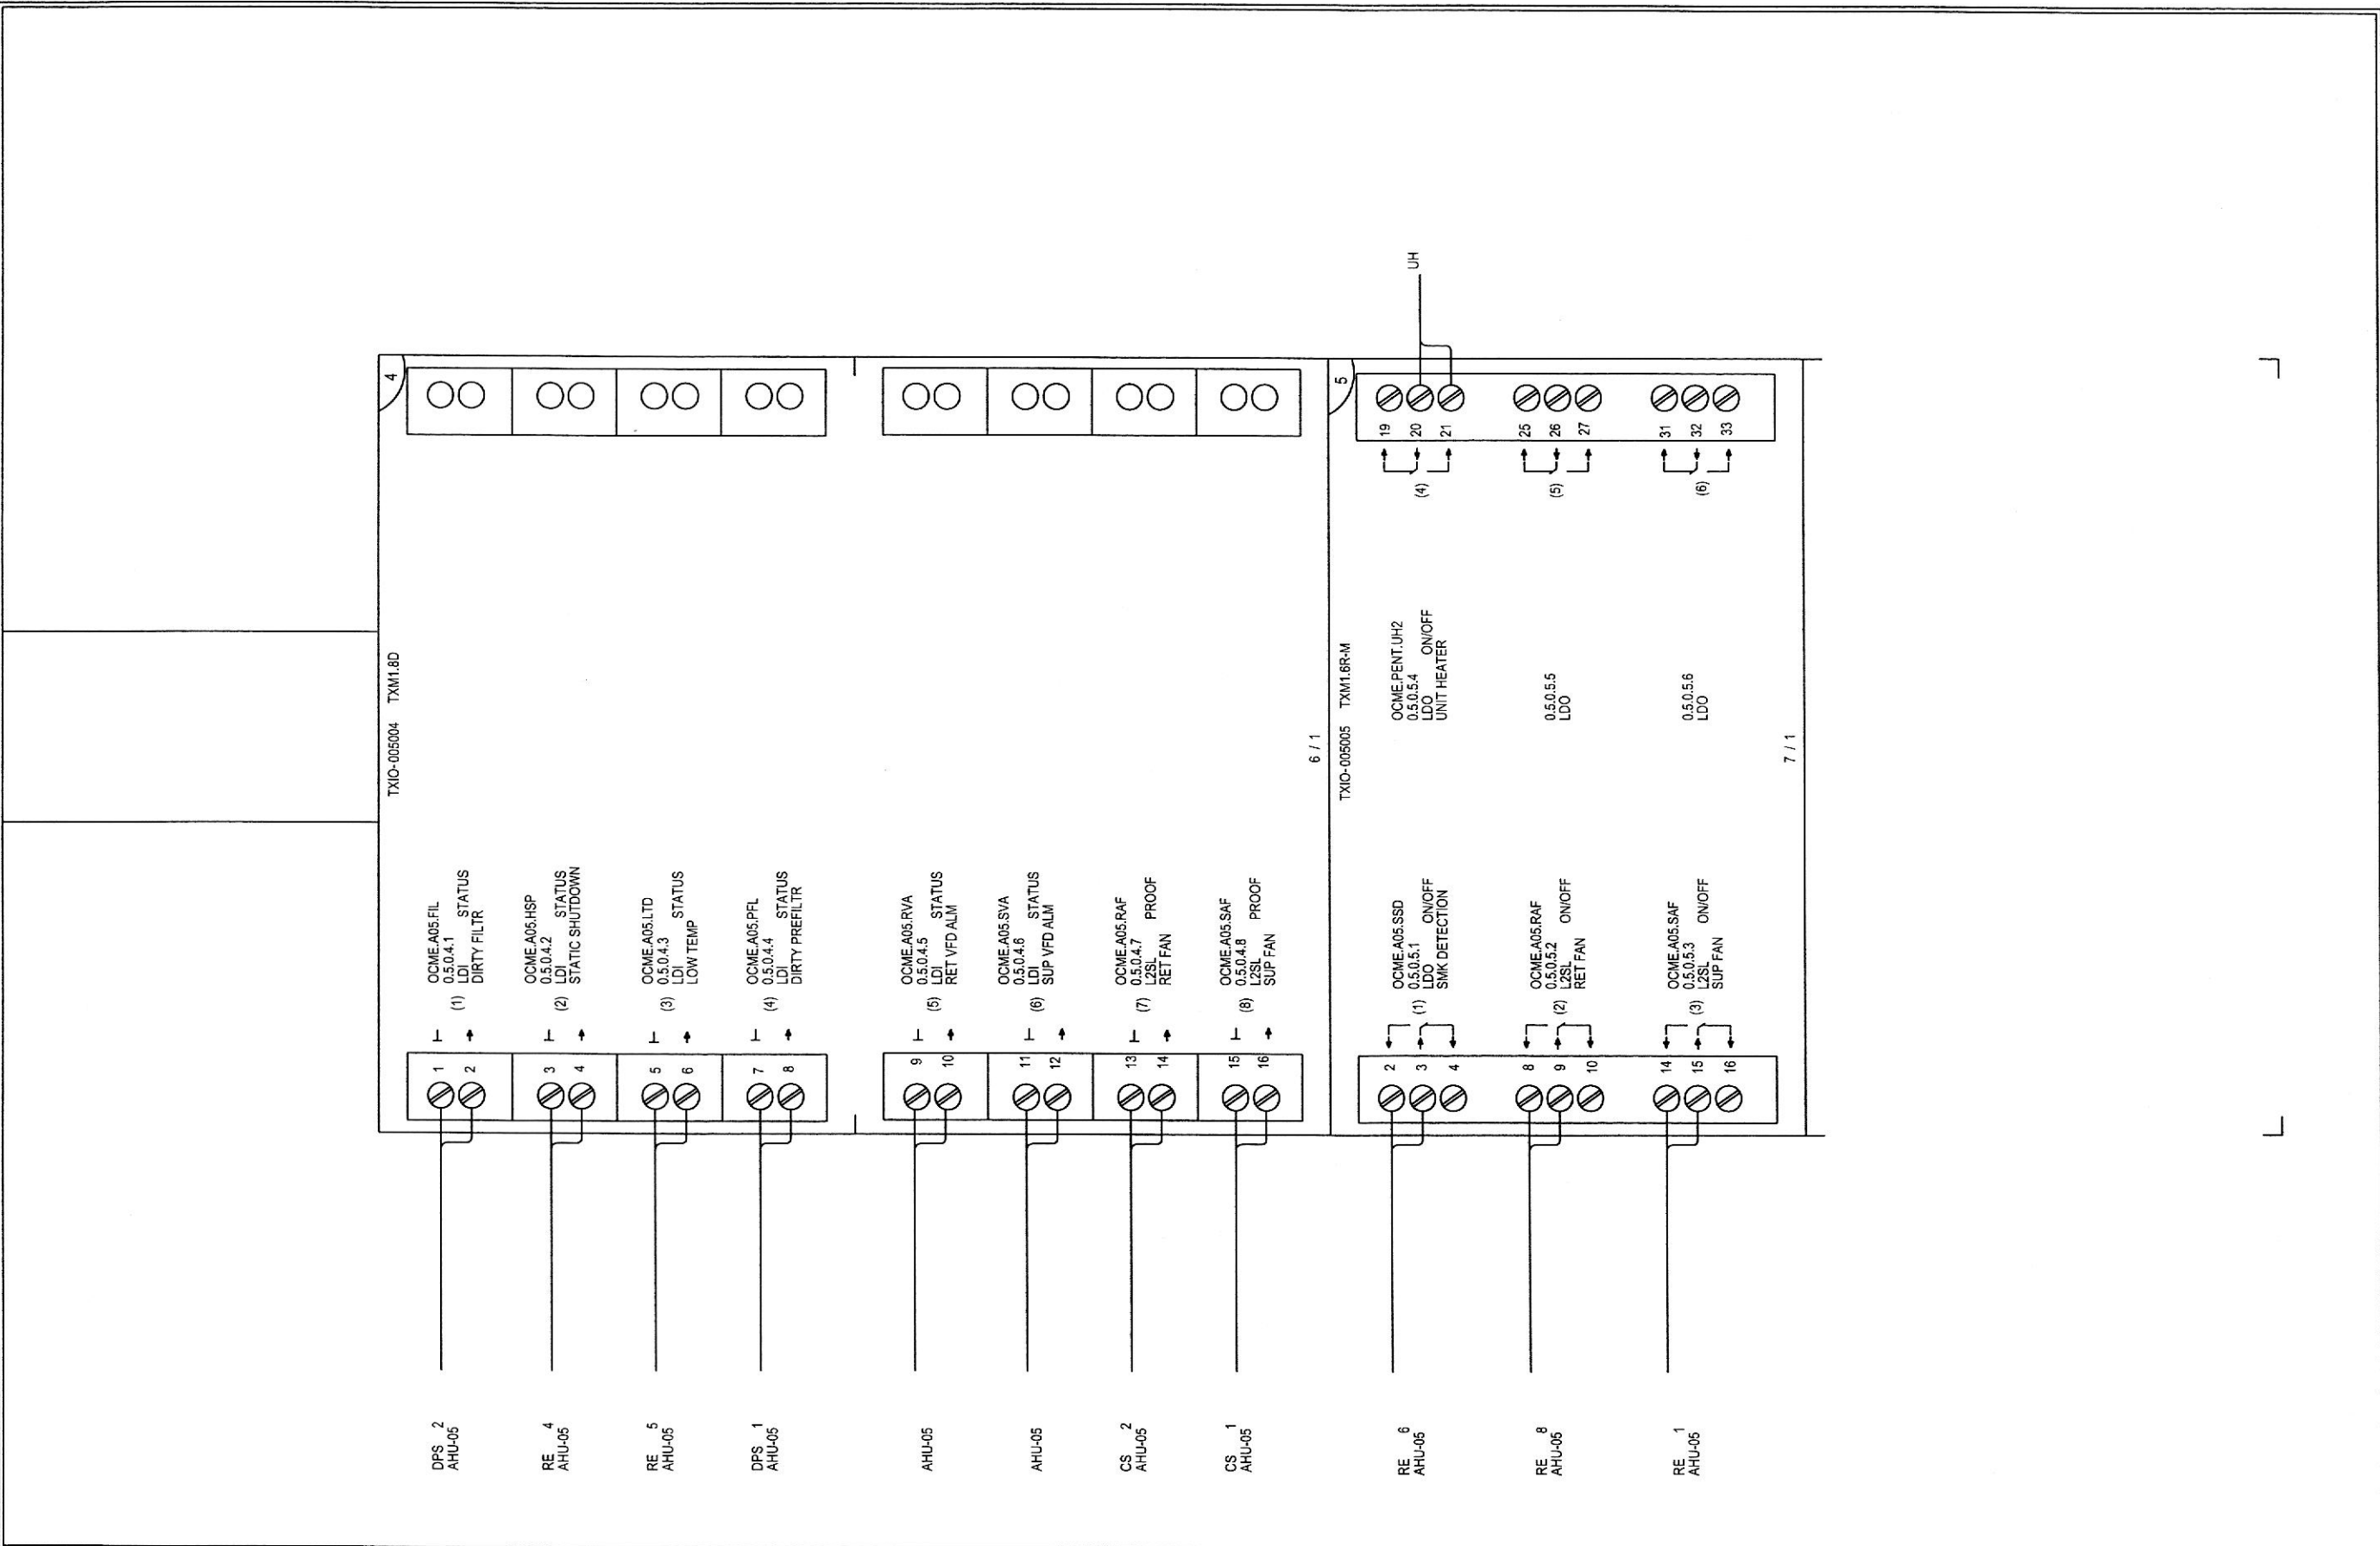 4
TXIO-005004 TXM1.8D
DPS 2
AHU-05
1
2
(1)
OCME.A05.FIL
0.5.0.4.1
LDI STATUS
DIRTY FILTR
RE 4
AHU-05
3
4
(2)
OCME.A05.HSP
0.5.0.4.2
LDI STATUS
STATIC SHUTDOWN
RE 5
AHU-05
5
6
(3)
OCME.A05.LTD
0.5.0.4.3
LDI STATUS
LOW TEMP
DPS 1
AHU-05
7
8
(4)
OCME.A05.PFL
0.5.0.4.4
LDI STATUS
DIRTY PREFILTR
AHU-05
9
10
(5)
OCME.A05.RVA
0.5.0.4.5
LDI STATUS
RET VFD ALM
AHU-05
11
12
(6)
OCME.A05.SVA
0.5.0.4.6
LDI STATUS
SUP VFD ALM
CS 2
AHU-05
13
14
(7)
OCME.A05.RAF
0.5.0.4.7
L2SL PROOF
RET FAN
CS 1
AHU-05
15
16
(8)
OCME.A05.SAF
0.5.0.4.8
L2SL PROOF
SUP FAN
6 / 1
5
TXIO-005005 TXM1.6R-M
RE 6
AHU-05
2
3
4
(1)
OCME.A05.SSD
0.5.0.5.1
LDO ON/OFF
SMK DETECTION
OCME.PENT.UH2
0.5.0.5.4
LDO ON/OFF
UNIT HEATER
(4)
19
20
21
UH
RE 8
AHU-05
8
9
10
(2)
OCME.A05.RAF
0.5.0.5.2
L2SL ON/OFF
RET FAN
0.5.0.5.5
LDO
(5)
25
26
27
RE 1
AHU-05
14
15
16
(3)
OCME.A05.SAF
0.5.0.5.3
L2SL ON/OFF
SUP FAN
0.5.0.5.6
LDO
(6)
31
32
33
7 / 1